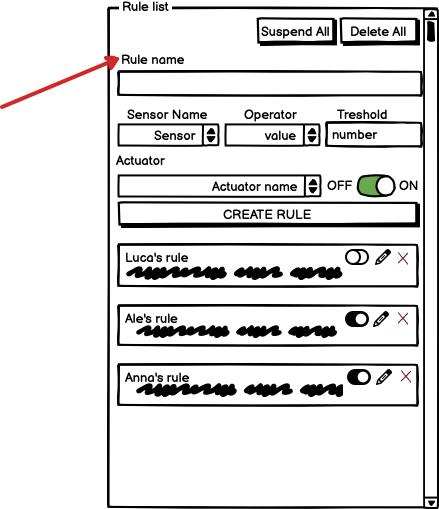 Rule list
Suspend All Delete All
Rule name
Sensor Name Operator Treshold
Sensor value number
Actuator
Actuator name OFF ON
CREATE RULE
Luca's rule
Ale's rule
Anna's rule